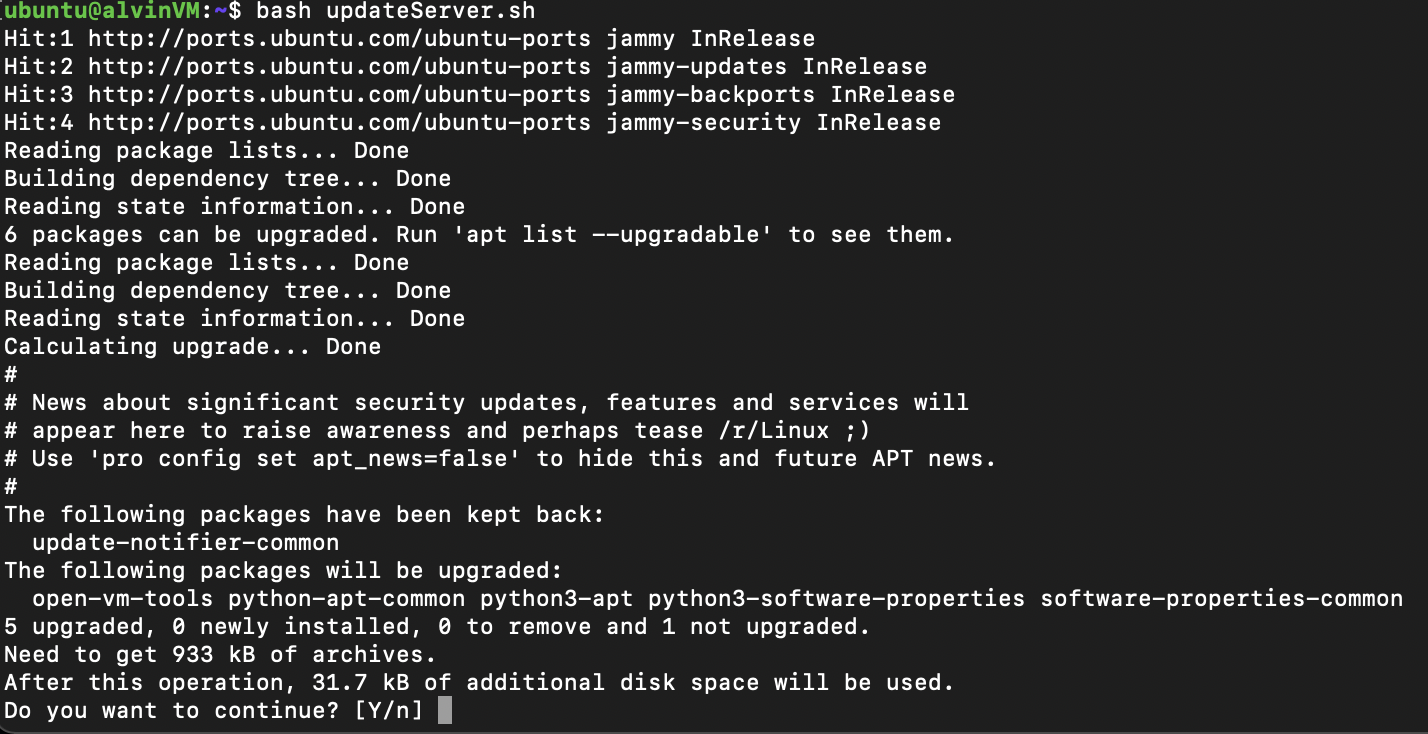 ubuntu@alvinVM:~$ bash updateServer.sh
Hit:1 http://ports.ubuntu.com/ubuntu-ports jammy InRelease
Hit:2 http://ports.ubuntu.com/ubuntu-ports jammy-updates InRelease
Hit:3 http://ports.ubuntu.com/ubuntu-ports jammy-backports InRelease
Hit:4 http://ports.ubuntu.com/ubuntu-ports jammy-security InRelease
Reading package lists... Done
Building dependency tree... Done
Reading state information... Done
6 packages can be upgraded. Run 'apt list --upgradable' to see them.
Reading package lists... Done
Building dependency tree... Done
Reading state information... Done
Calculating upgrade... Done
#
# News about significant security updates, features and services will
# appear here to raise awareness and perhaps tease /r/Linux ;)
# Use 'pro config set apt_news=false' to hide this and future APT news.
#
The following packages have been kept back:
  update-notifier-common
The following packages will be upgraded:
  open-vm-tools python-apt-common python3-apt python3-software-properties software-properties-common
5 upgraded, 0 newly installed, 0 to remove and 1 not upgraded.
Need to get 933 kB of archives.
After this operation, 31.7 kB of additional disk space will be used.
Do you want to continue? [Y/n]